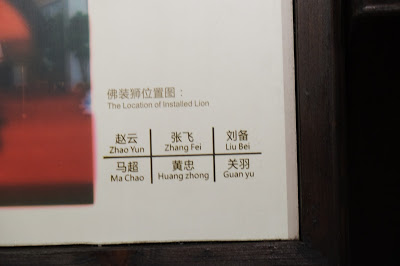 佛装狮位置图：
The Location of Installed Lion
赵云 张飞 刘备
Zhao Yun Zhang Fei Liu Bei
马超 黄忠 关羽
Ma Chao Huang zhong Guan yu